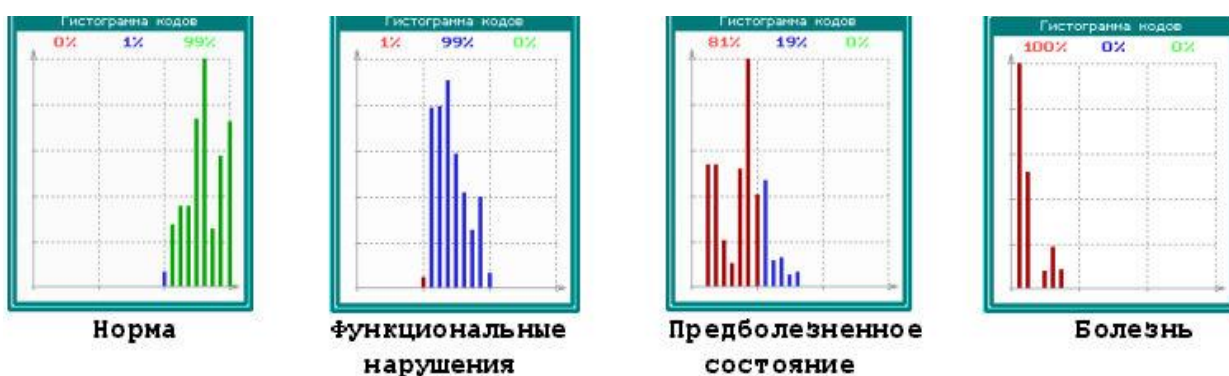 Гистограмма кодов
0% 1% 99%
Норма
Гистограмма кодов
1% 99% 0%
Функциональные
нарушения
Гистограмма кодов
81% 19% 0%
Предболезненное
состояние
Гистограмма кодов
100% 0% 0%
Болезнь